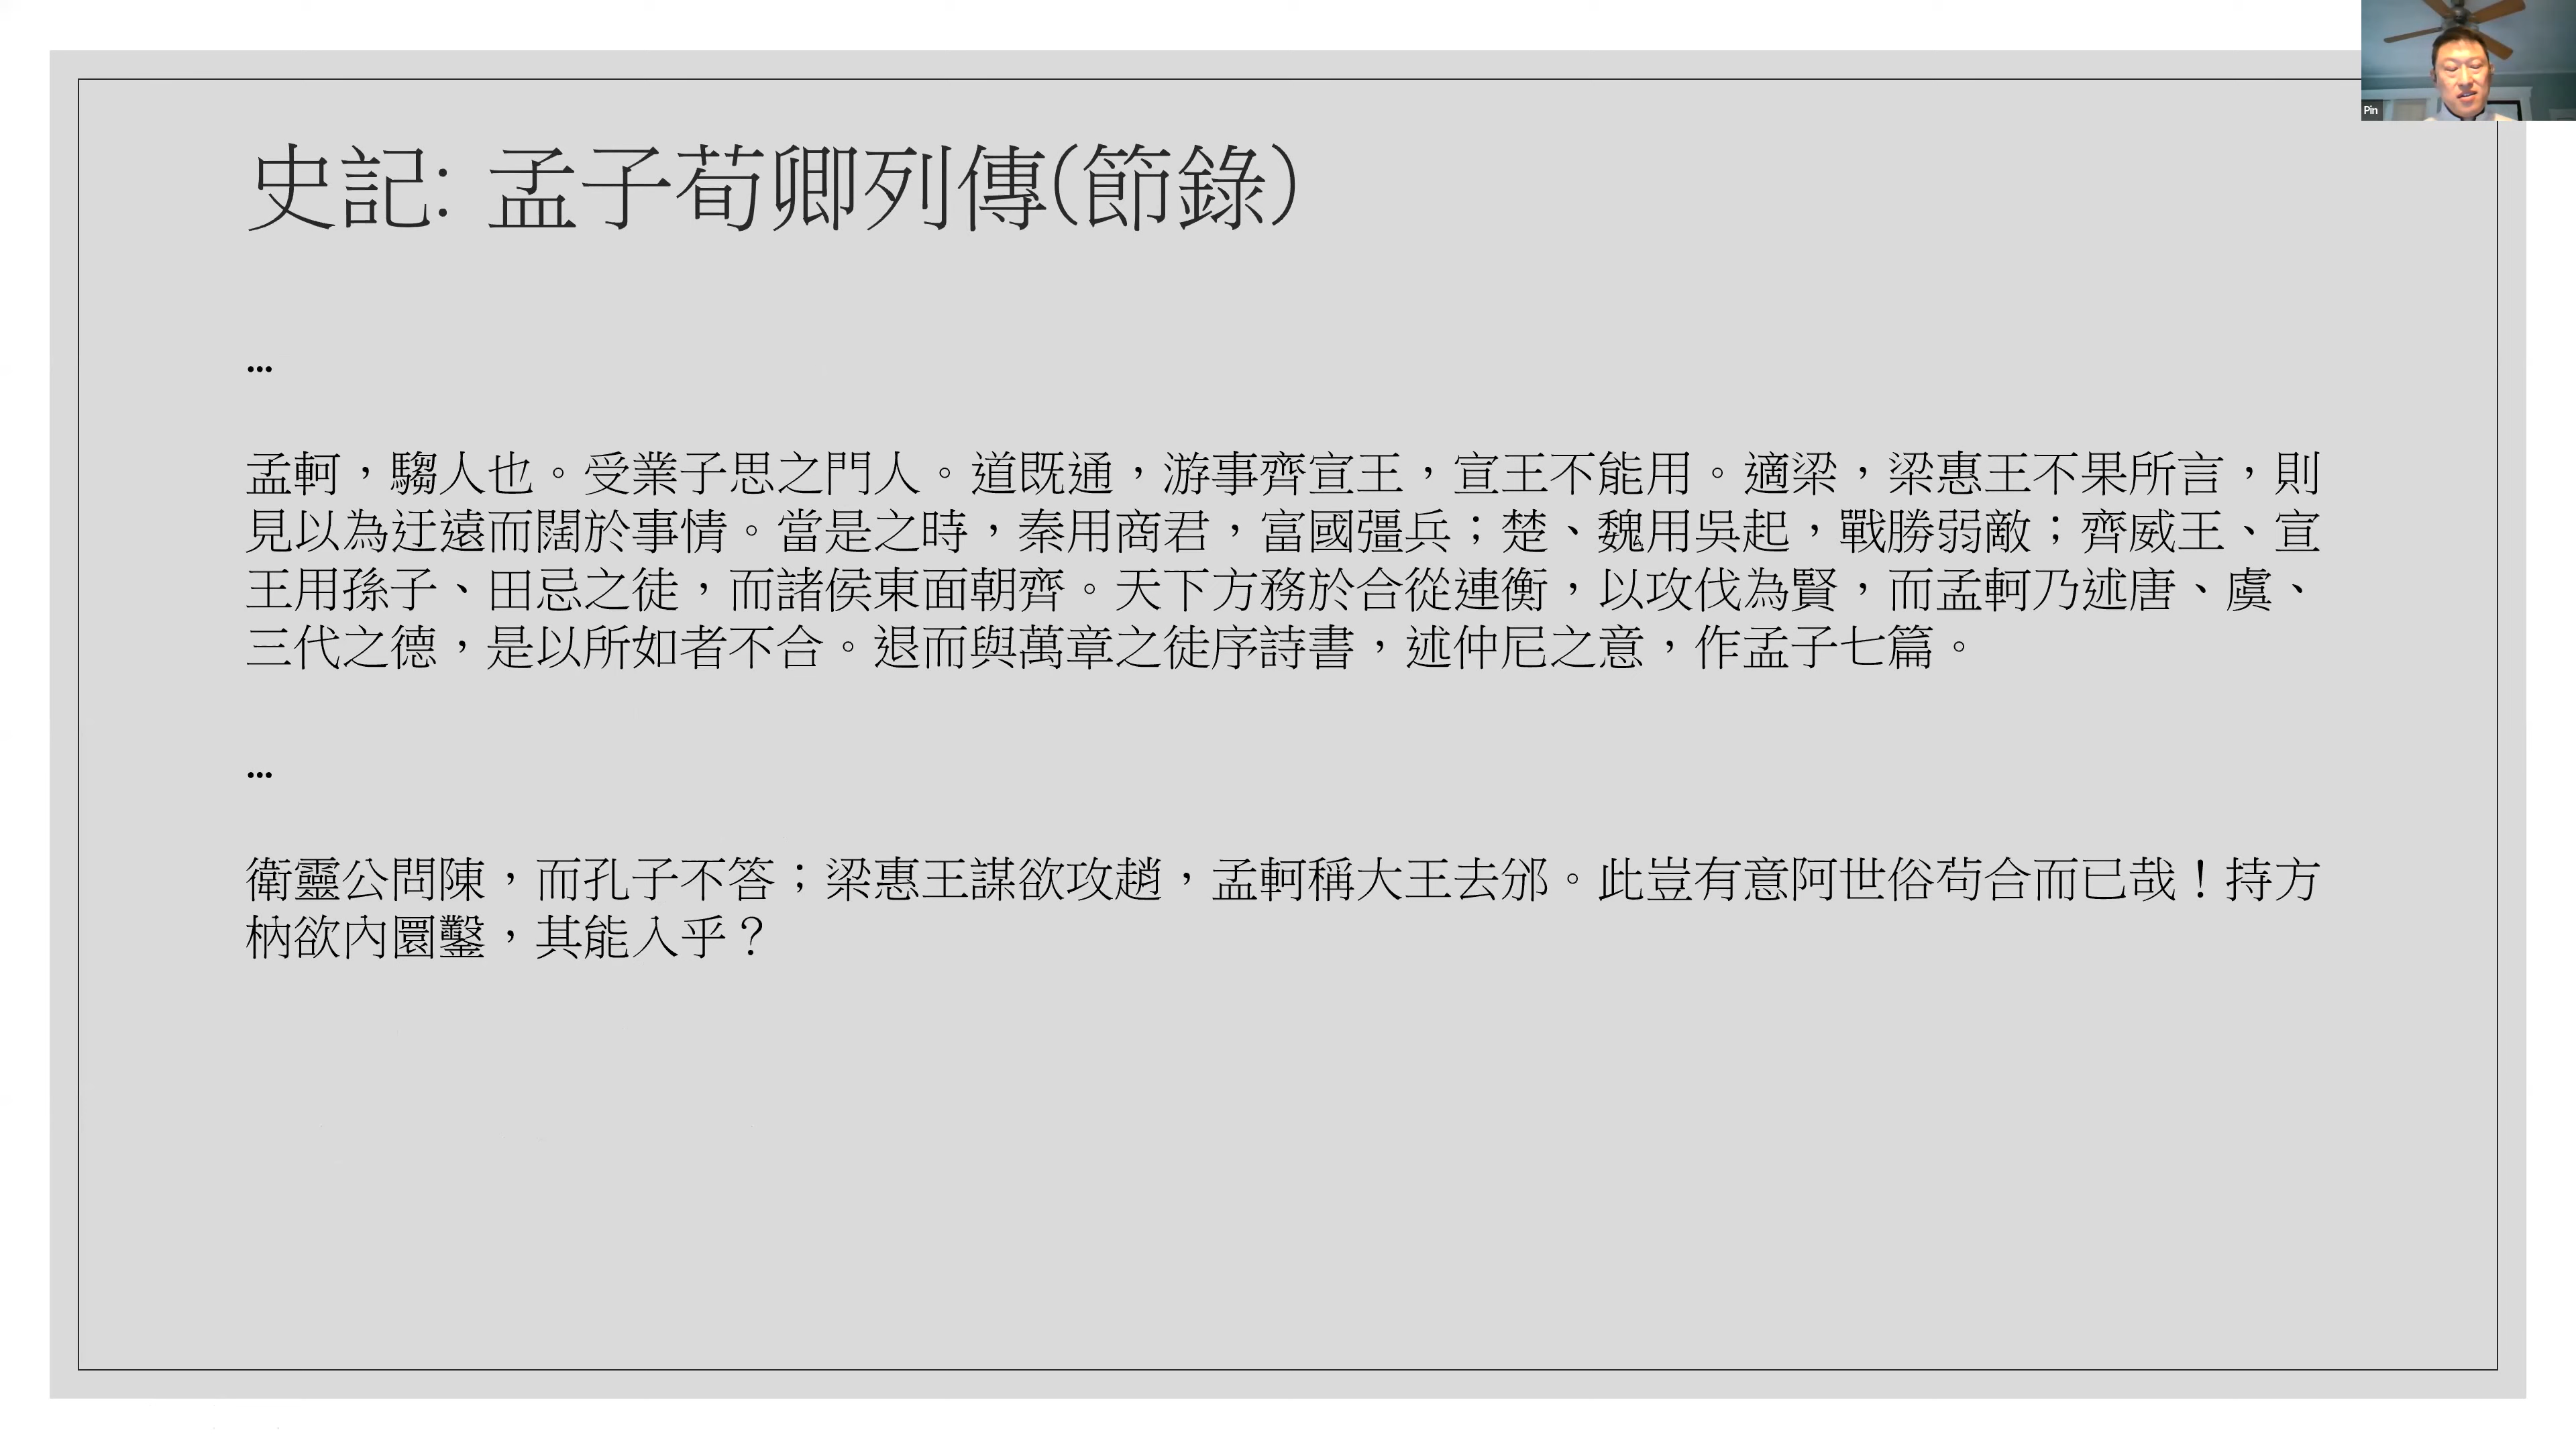 史記: 孟子荀卿列傳(節錄)
…
孟軻，騶人也。受業子思之門人。道既通，游事齊宣王，宣王不能用。適梁，梁惠王不果所言，則
見以為迂遠而闊於事情。當是之時，秦用商君，富國彊兵；楚、魏用吳起，戰勝弱敵；齊威王、宣
王用孫子、田忌之徒，而諸侯東面朝齊。天下方務於合從連衡，以攻伐為賢，而孟軻乃述唐、虞、
三代之德，是以所如者不合。退而與萬章之徒序詩書，述仲尼之意，作孟子七篇。
…
衛靈公問陳，而孔子不答；梁惠王謀欲攻趙，孟軻稱大王去邠。此豈有意阿世俗苟合而已哉！持方
枘欲內圜鑿，其能入乎？
Pin